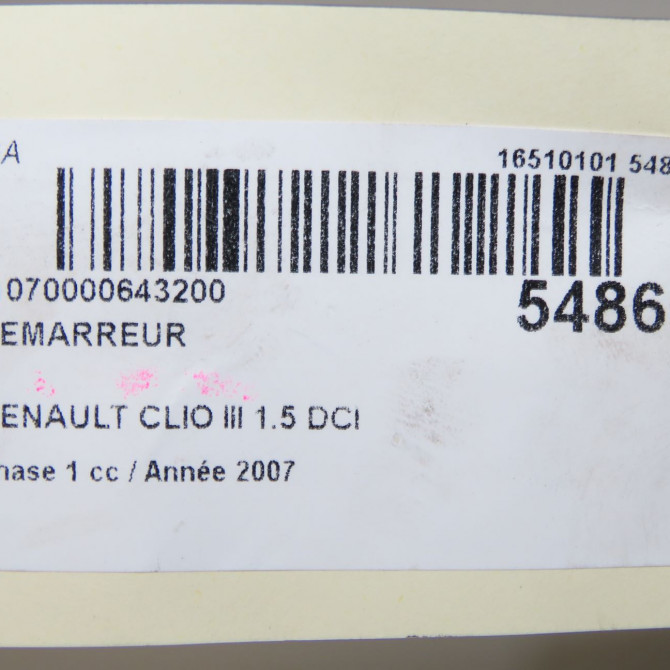 A
16510101 548
070000643200
5486
EMARREUR
ENAULT CLIO III 1.5 DCI
hase 1 cc / Année 2007